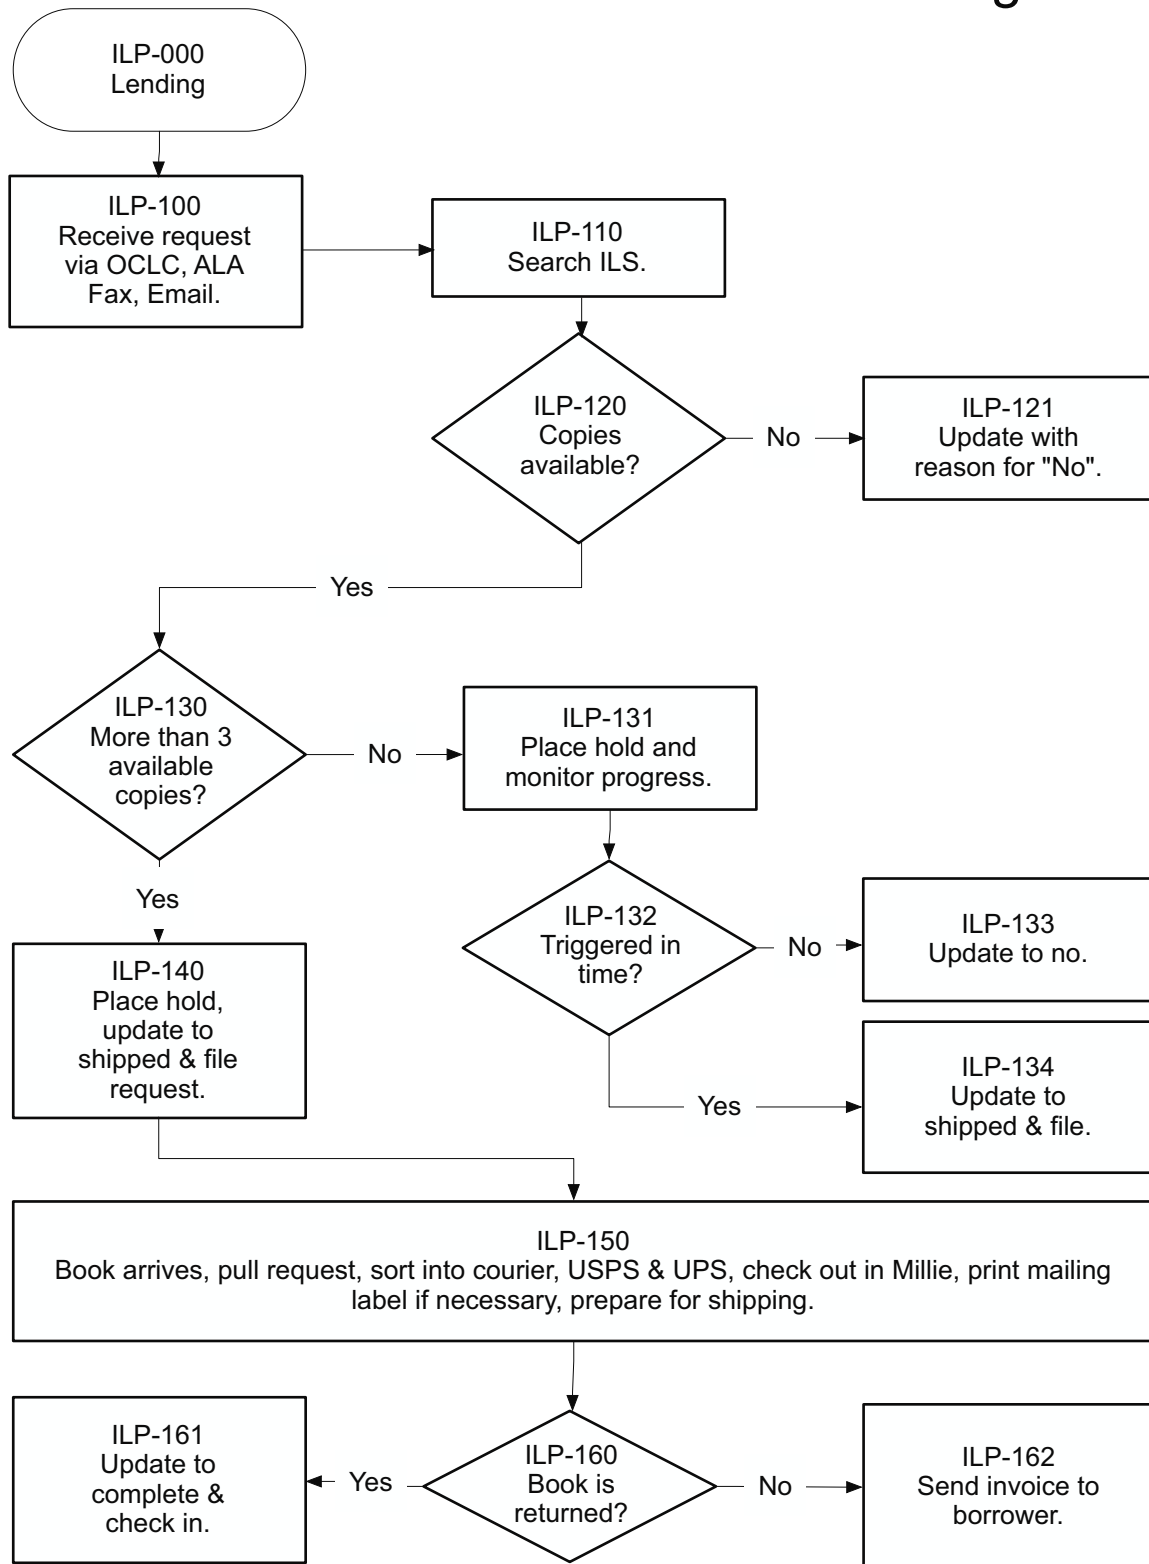 ILP-000
Lending
ILP-100
Receive request
via OCLC, ALA
Fax, Email.
ILP-110
Search ILS.
ILP-120
Copies
available?
No
ILP-121
Update with
reason for "No".
Yes
ILP-130
More than 3
available
copies?
No
ILP-131
Place hold and
monitor progress.
Yes
ILP-132
Triggered in
time?
No
ILP-133
Update to no.
ILP-140
Place hold,
update to
shipped & file
request.
Yes
ILP-134
Update to
shipped & file.
ILP-150
Book arrives, pull request, sort into courier, USPS & UPS, check out in Millie, print mailing
label if necessary, prepare for shipping.
ILP-161
Update to
complete &
check in.
Yes
ILP-160
Book is
returned?
No
ILP-162
Send invoice to
borrower.